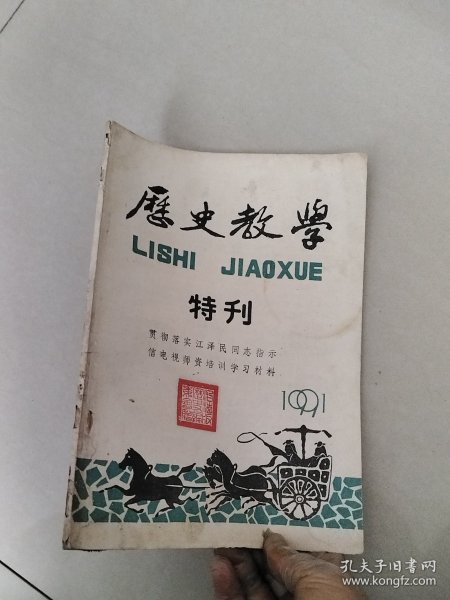 歷史教學
LISHI JIAOXUE
特刊
贯彻落实江泽民同志指示
信电视师资培训学习材料
1991
孔夫子旧书网
www.kongfz.com